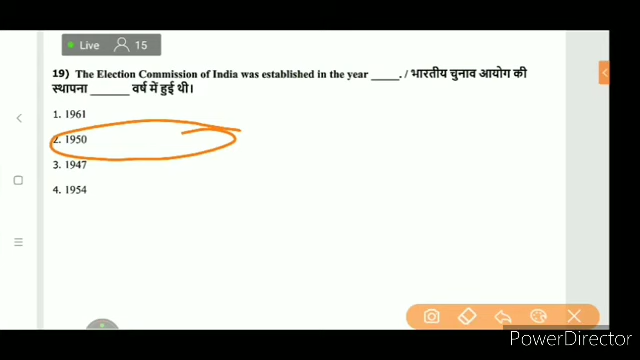 Live 15
19) The Election Commission of India was established in the year _____. / भारतीय चुनाव आयोग की
स्थापना _______ वर्ष में हुई थी।
1. 1961
2. 1950
3. 1947
4. 1954
PowerDirector